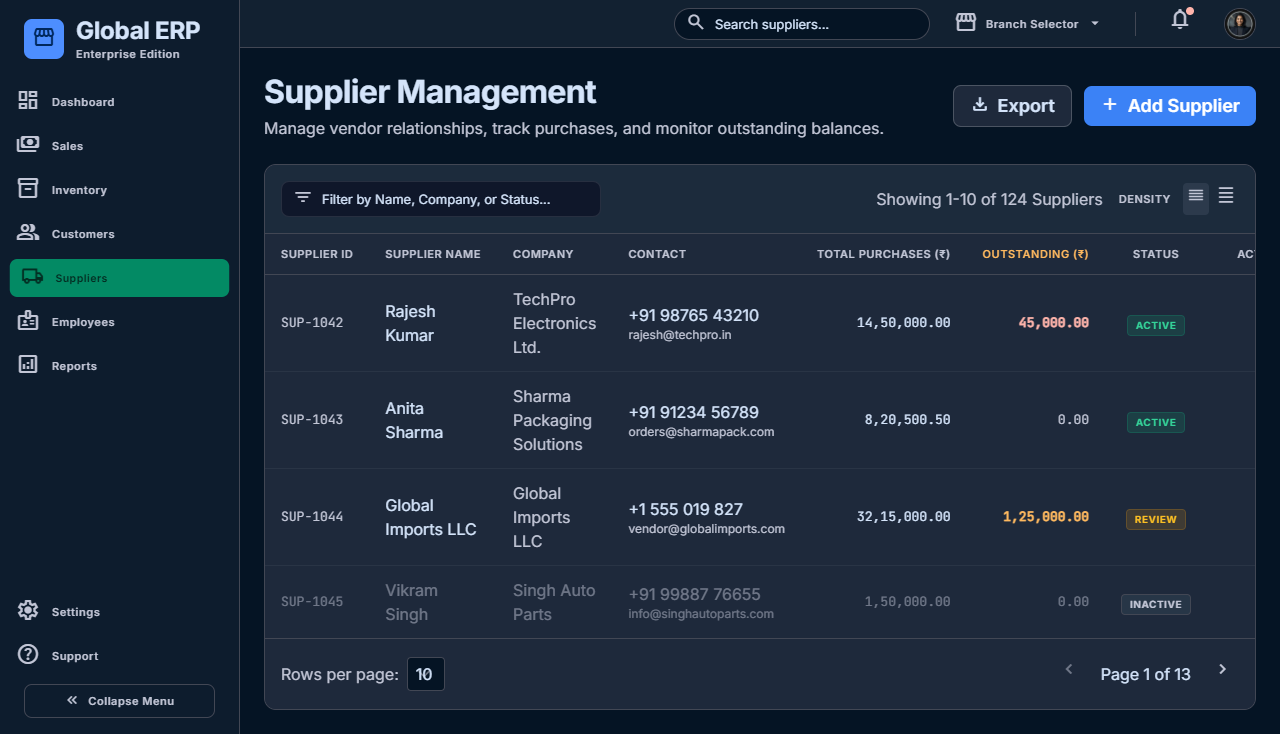 Global ERP
Enterprise Edition
Search suppliers...
Branch Selector
Dashboard
Sales
Inventory
Customers
Suppliers
Employees
Reports
Settings
Support
Collapse Menu
Supplier Management
Manage vendor relationships, track purchases, and monitor outstanding balances.
Export
Add Supplier
Filter by Name, Company, or Status...
Showing 1-10 of 124 Suppliers
DENSITY
SUPPLIER ID SUPPLIER NAME COMPANY CONTACT TOTAL PURCHASES (₹) OUTSTANDING (₹) STATUS
SUP-1042
Rajesh
Kumar
TechPro
Electronics
Ltd.
+91 98765 43210
rajesh@techpro.in
14,50,000.00
45,000.00
ACTIVE
SUP-1043
Anita
Sharma
Sharma
Packaging
Solutions
+91 91234 56789
orders@sharmapack.com
8,20,500.50
0.00
ACTIVE
SUP-1044
Global
Imports LLC
Global
Imports
LLC
+1 555 019 827
vendor@globalimports.com
32,15,000.00
1,25,000.00
REVIEW
SUP-1045
Vikram
Singh
Singh Auto
Parts
+91 99887 76655
info@singhautoparts.com
1,50,000.00
0.00
INACTIVE
Rows per page: 10
Page 1 of 13